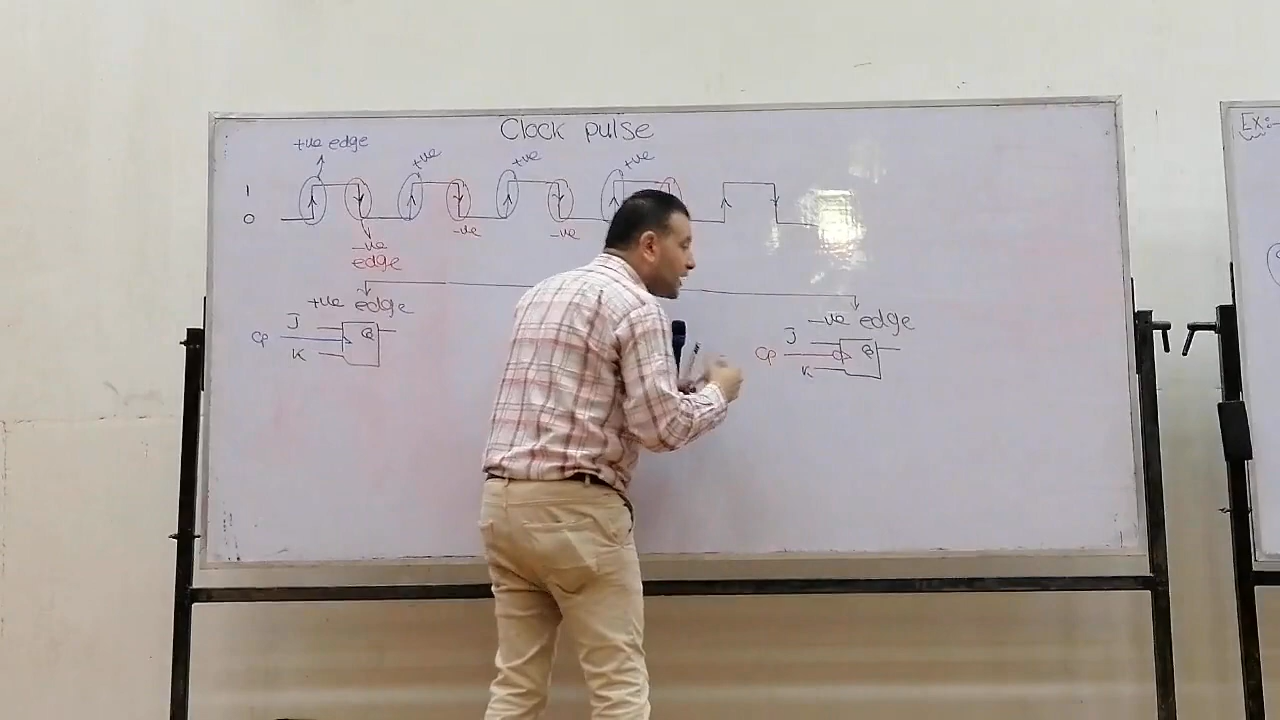 Clock pulse
+ve edge
+ve
+ve
+ve
1
0
-ve
edge
-ve
-ve
+ve edge
J
Cp
K
Q
-ve edge
J
Cp
K
Q
Ex:-